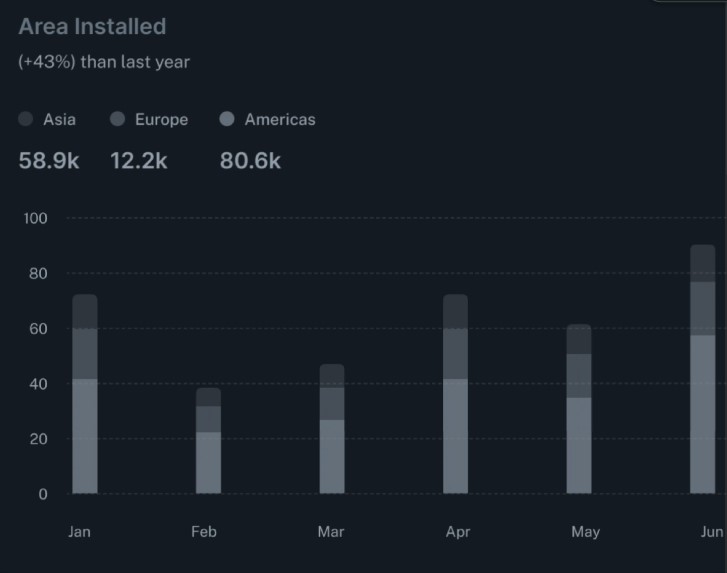 Area Installed
(+43%) than last year
Asia Europe Americas
58.9k 12.2k 80.6k
100
80
60
40
20
0
Jan Feb Mar Apr May Jun